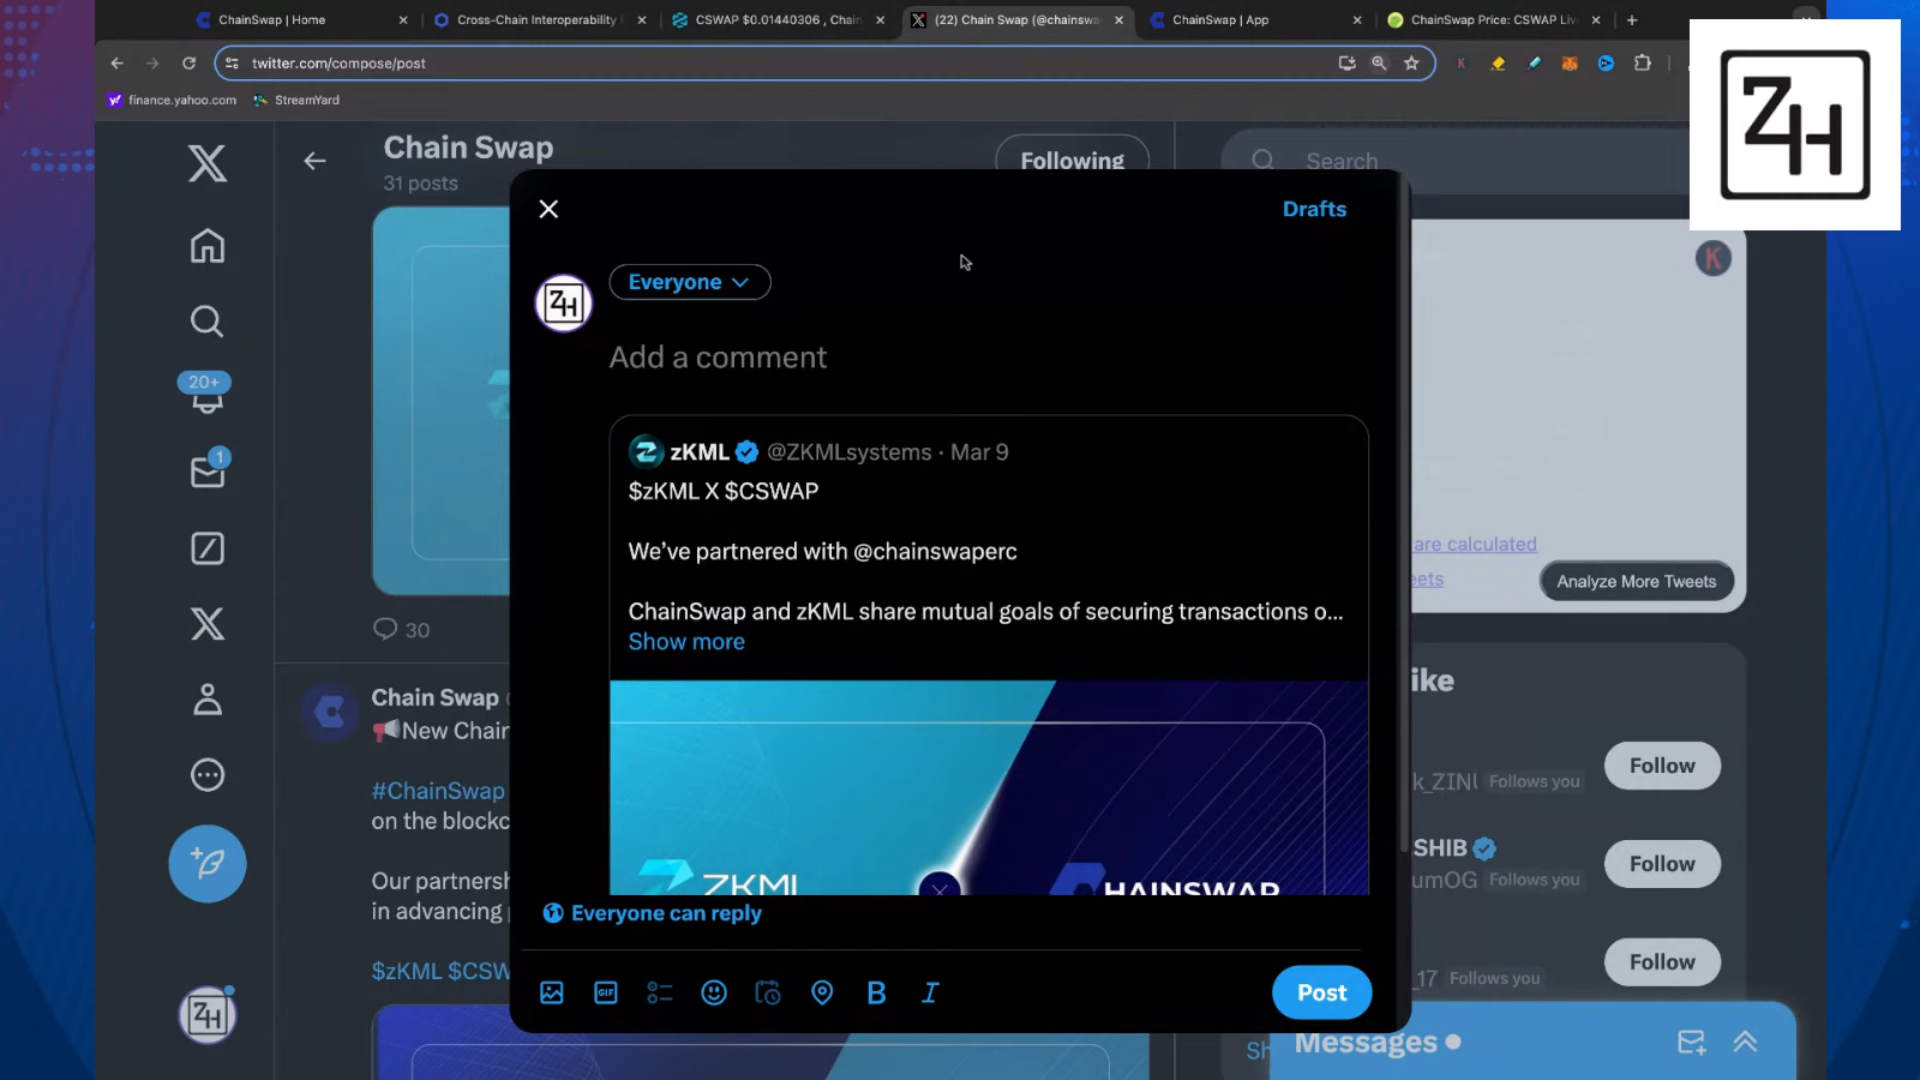 ChainSwap | Home
Cross-Chain Interoperability
CSWAP $0.01440306 , Chain
(22) Chain Swap (@chainswa
ChainSwap | App
ChainSwap Price: CSWAP Liv
twitter.com/compose/post
finance.yahoo.com
StreamYard
ZH
Chain Swap
31 posts
Following
Search
Drafts
K
ZH
Everyone
Add a comment
20+
1
zKML @ZKMLsystems · Mar 9
$zKML X $CSWAP
We’ve partnered with @chainswaperc
ChainSwap and zKML share mutual goals of securing transactions o...
Show more
are calculated
eets
Analyze More Tweets
30
ike
Chain Swap
New Chain
#ChainSwap
on the blockc
Our partnersh
in advancing
$zKML $CSW
Follow
Follows you
SHIB
umOG Follows you
Follow
_17 Follows you
Follow
ZKML
CHAINSWAP
Everyone can reply
GIF
B
I
Post
ZH
Sh
Messages